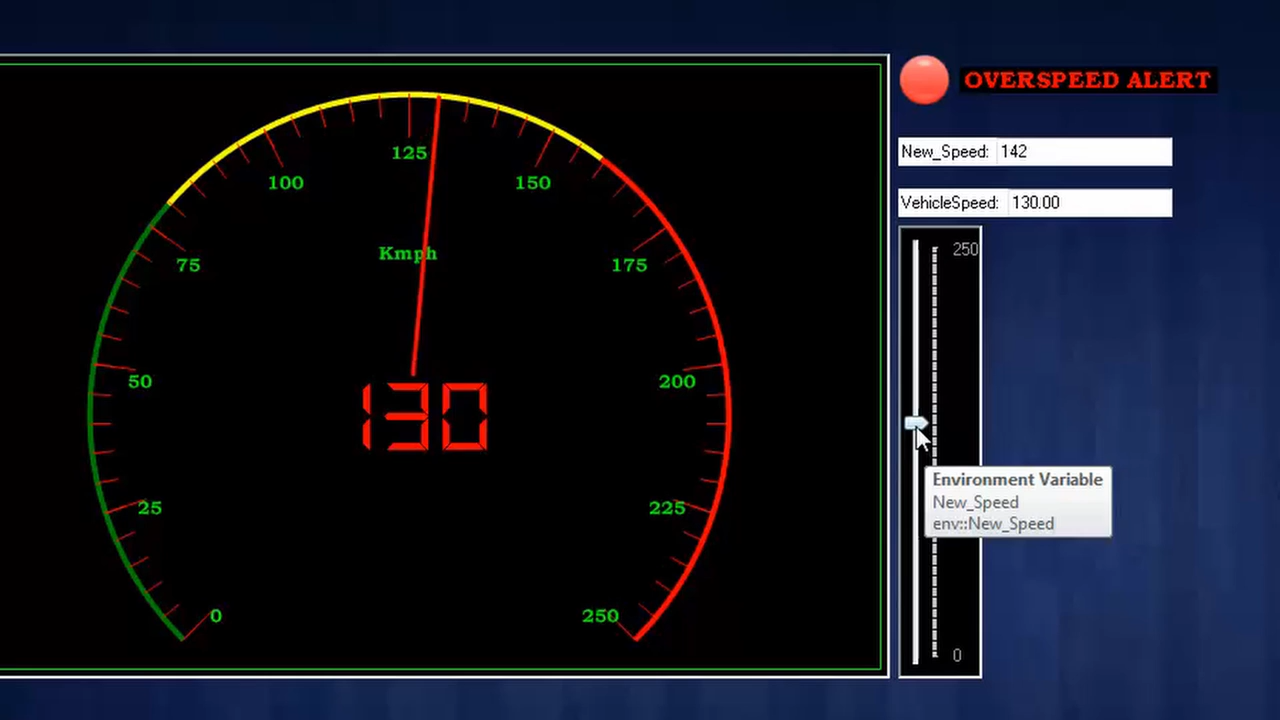 OVERSPEED ALERT
New_Speed: 142
VehicleSpeed: 130.00
125
100
150
Kmph
75
175
50
200
130
25
225
0
250
250
0
Environment Variable
New_Speed
env::New_Speed